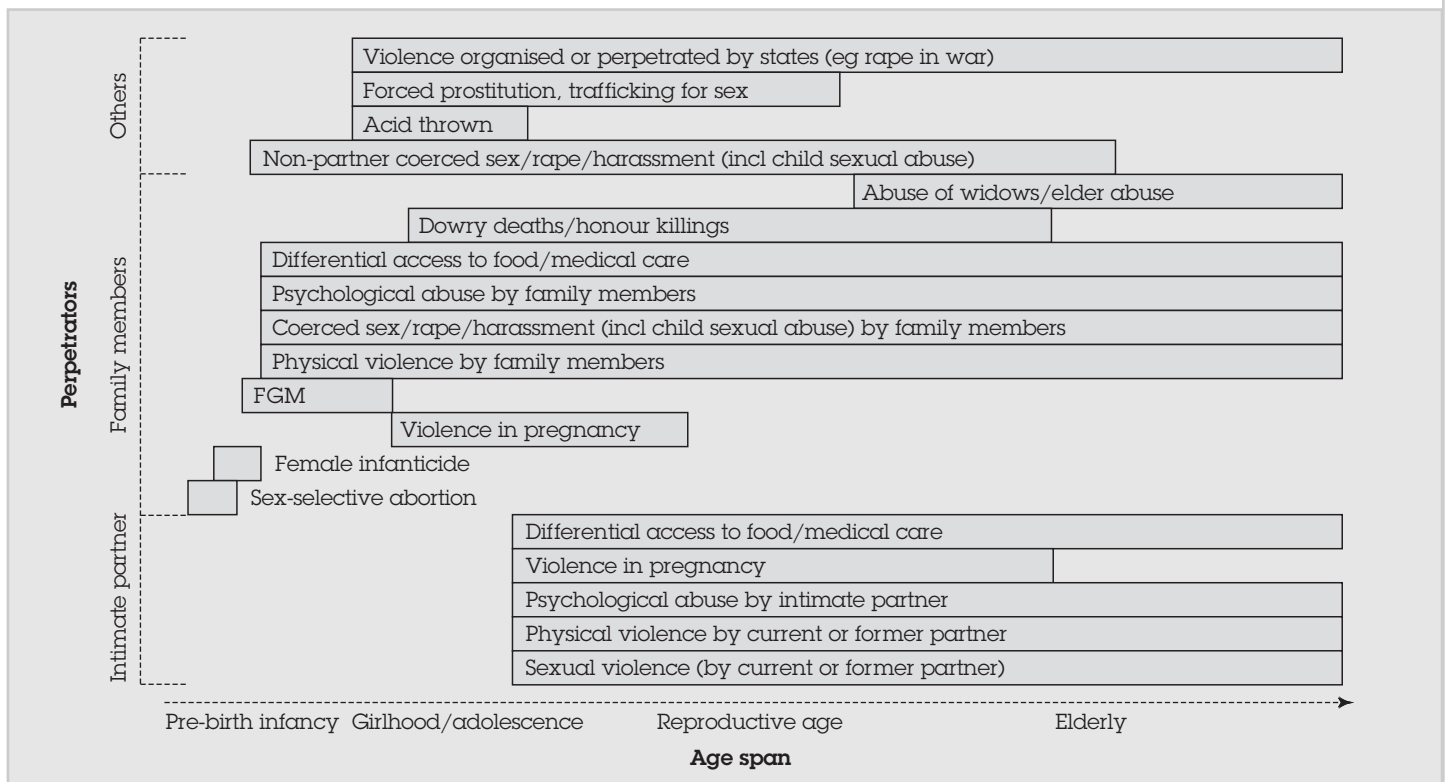 Perpetrators
Others
Violence organised or perpetrated by states (eg rape in war)
Forced prostitution, trafficking for sex
Acid thrown
Non-partner coerced sex/rape/harassment (incl child sexual abuse)
Family members
Abuse of widows/elder abuse
Dowry deaths/honour killings
Differential access to food/medical care
Psychological abuse by family members
Coerced sex/rape/harassment (incl child sexual abuse) by family members
Physical violence by family members
FGM
Violence in pregnancy
Female infanticide
Sex-selective abortion
Intimate partner
Differential access to food/medical care
Violence in pregnancy
Psychological abuse by intimate partner
Physical violence by current or former partner
Sexual violence (by current or former partner)
Pre-birth infancy Girlhood/adolescence Reproductive age Elderly
Age span